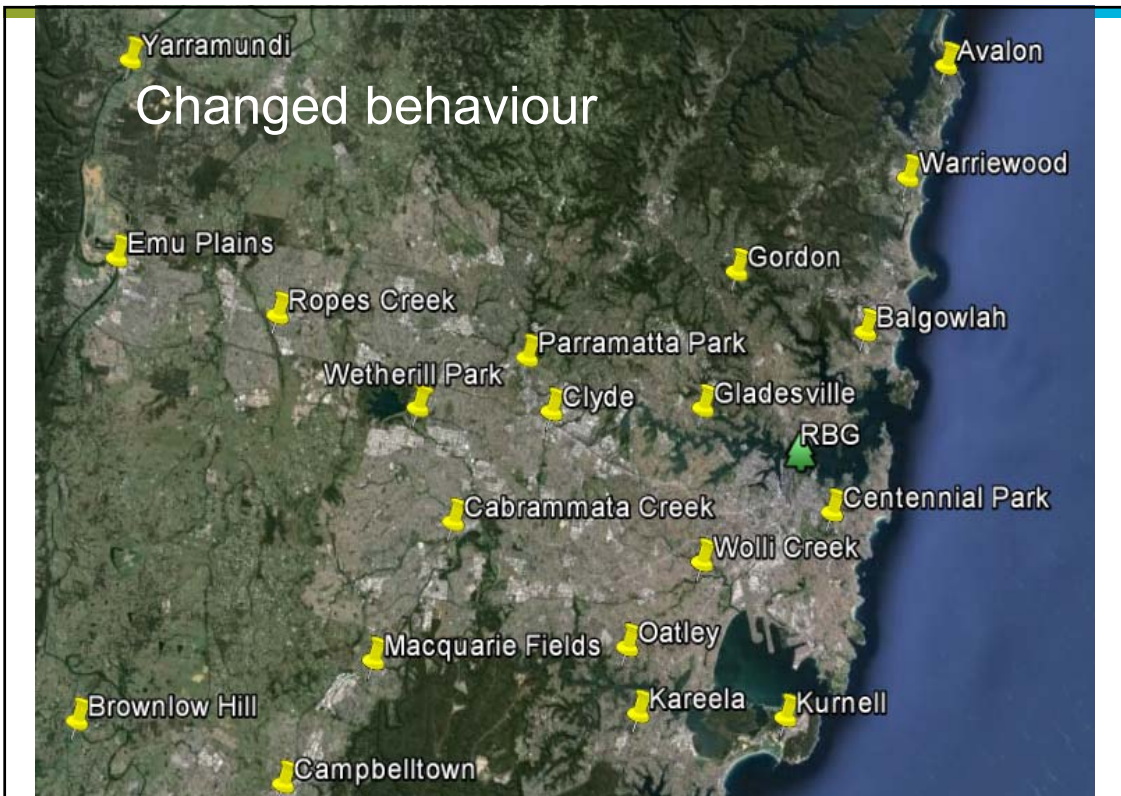 Yarramundi
Avalon
Changed behaviour
Warriewood
Emu Plains
Gordon
Ropes Creek
Balgowlah
Parramatta Park
Wetherill Park
Clyde
Gladesville
RBG
Cabrammata Creek
Centennial Park
Wolli Creek
Macquarie Fields
Oatley
Brownlow Hill
Kareela
Kurnell
Campbelltown